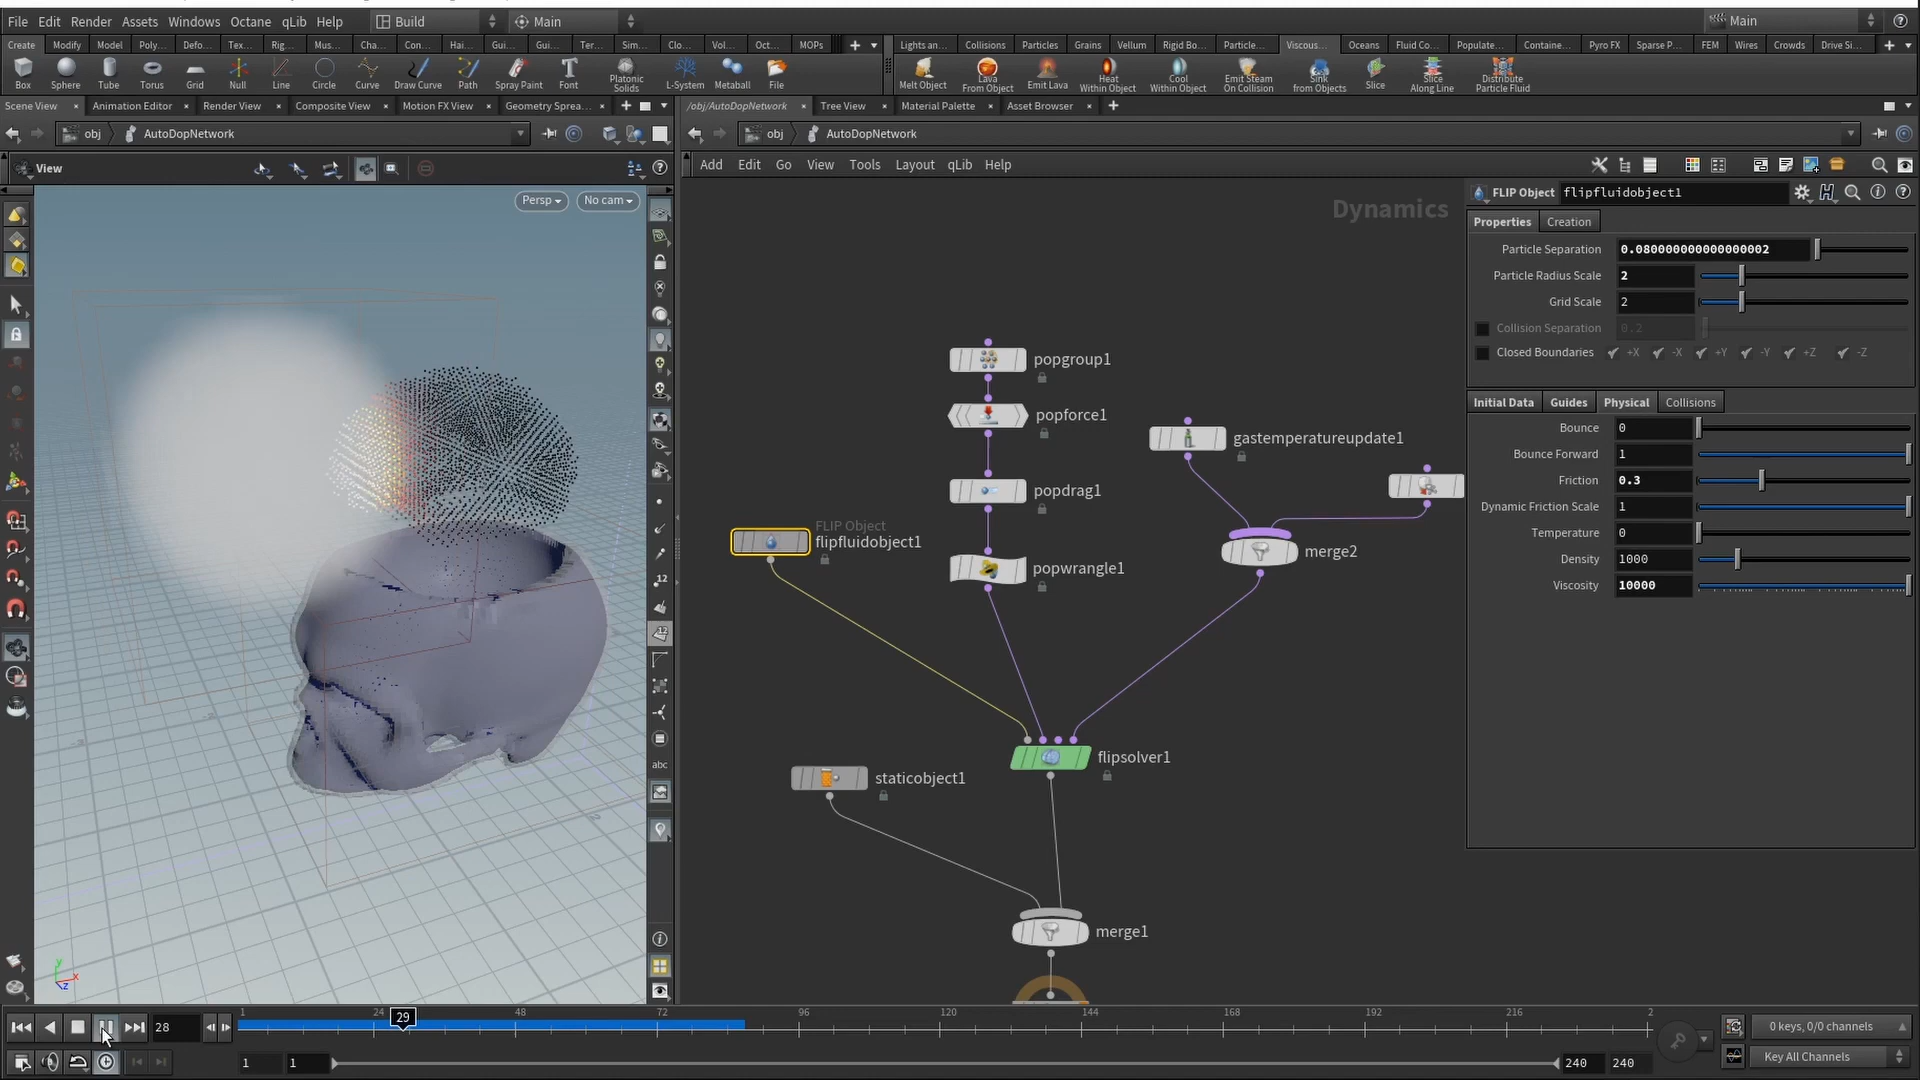 File Edit Render Assets Windows Octane qLib Help Build Main Main
Create Modify Model Poly... Defo... Tex... Rig... Mus... Cha... Con... Hai... Gui... Gui... Ter... Sim... Clo... Vol... Oct... MOPs
Lights an... Collisions Particles Grains Vellum Rigid Bo... Particle... Viscous... Oceans Fluid Co... Populate... Containe... Pyro FX Sparse P... FEM Wires Crowds Drive Si...
Box Sphere Tube Torus Grid Null Line Circle Curve Draw Curve Path Spray Paint Font Platonic Solids L-System Metaball File
Melt Object Lava From Object Emit Lava Heat Within Object Cool Within Object Emit Steam On Collision Sink from Objects Slice Slice Along Line Distribute Particle Fluid
Scene View Animation Editor Render View Composite View Motion FX View Geometry Sprea...
/obj/AutoDopNetwork Tree View Material Palette Asset Browser
obj AutoDopNetwork
obj AutoDopNetwork
View
Add Edit Go View Tools Layout qLib Help
Persp No cam
Dynamics
popgroup1
popforce1
gastemperatureupdate1
popdrag1
FLIP Object
flipfluidobject1
merge2
popwrangle1
flipsolver1
staticobject1
merge1
FLIP Object flipfluidobject1
Properties Creation
Particle Separation 0.080000000000000002
Particle Radius Scale 2
Grid Scale 2
Collision Separation 0.2
Closed Boundaries +X -X +Y -Y +Z -Z
Initial Data Guides Physical Collisions
Bounce 0
Bounce Forward 1
Friction 0.3
Dynamic Friction Scale 1
Temperature 0
Density 1000
Viscosity 10000
12
12
abc
y
x
z
28
1 24 29 48 72 96 120 144 168 192 216 2
0 keys, 0/0 channels
1 1 240 240
Key All Channels